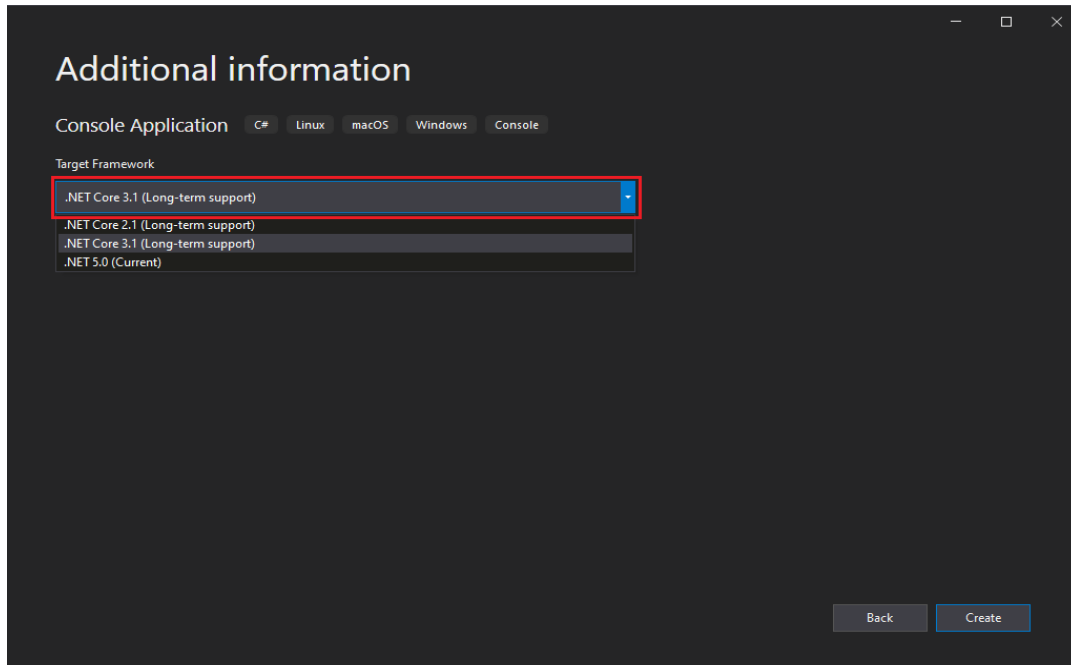 Additional information
Console Application C# Linux macOS Windows Console
Target Framework
.NET Core 3.1 (Long-term support)
.NET Core 2.1 (Long-term support)
.NET Core 3.1 (Long-term support)
.NET 5.0 (Current)
Back Create